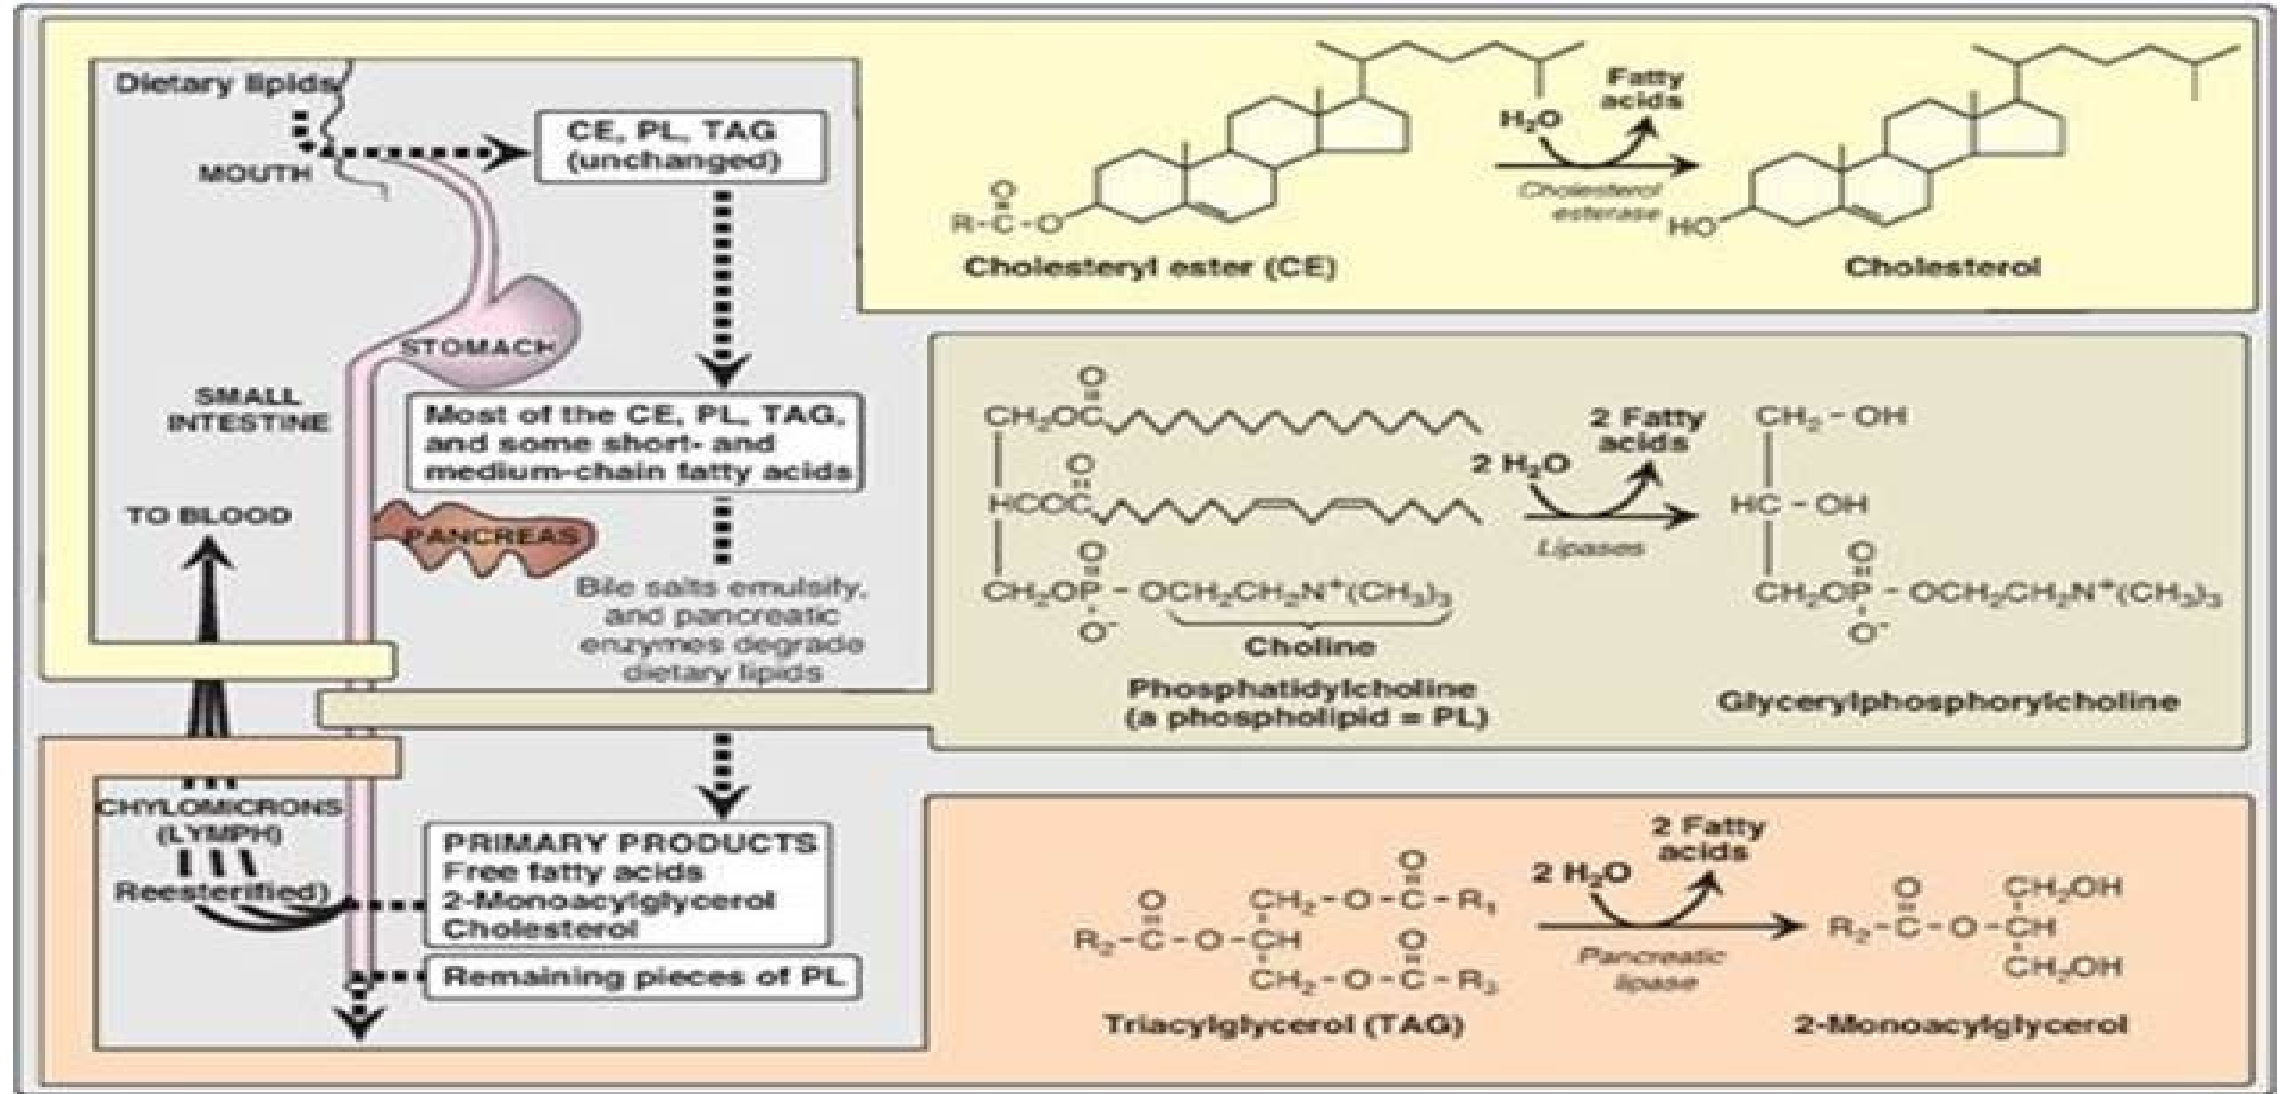 Dietary lipids
MOUTH
CE, PL, TAG
(unchanged)
STOMACH
SMALL
INTESTINE
Most of the CE, PL, TAG,
and some short- and
medium-chain fatty acids
TO BLOOD
PANCREAS
Bile salts emulsify,
and pancreatic
enzymes degrade
dietary lipids
CHYLOMICRONS
(LYMPH)
Reesterified)
PRIMARY PRODUCTS
Free fatty acids
2-Monoacylglycerol
Cholesterol
Remaining pieces of PL
O
R-C-O
Cholesteryl ester (CE)
H₂O
Fatty
acids
Cholesterol
esterase
HO
Cholesterol
O
CH₂OC
O
HCOC
O
CH₂OP - OCH₂CH₂N⁺(CH₃)₃
O⁻
Choline
Phosphatidylcholine
(a phospholipid = PL)
2 H₂O
2 Fatty
acids
Lipases
CH₂ - OH
HC - OH
O
CH₂OP - OCH₂CH₂N⁺(CH₃)₃
O⁻
Glycerylphosphorylcholine
O
CH₂-O-C-R₁
O
R₂-C-O-CH
O
CH₂-O-C-R₃
Triacylglycerol (TAG)
2 H₂O
2 Fatty
acids
Pancreatic
lipase
O
CH₂OH
R₂-C-O-CH
CH₂OH
2-Monoacylglycerol